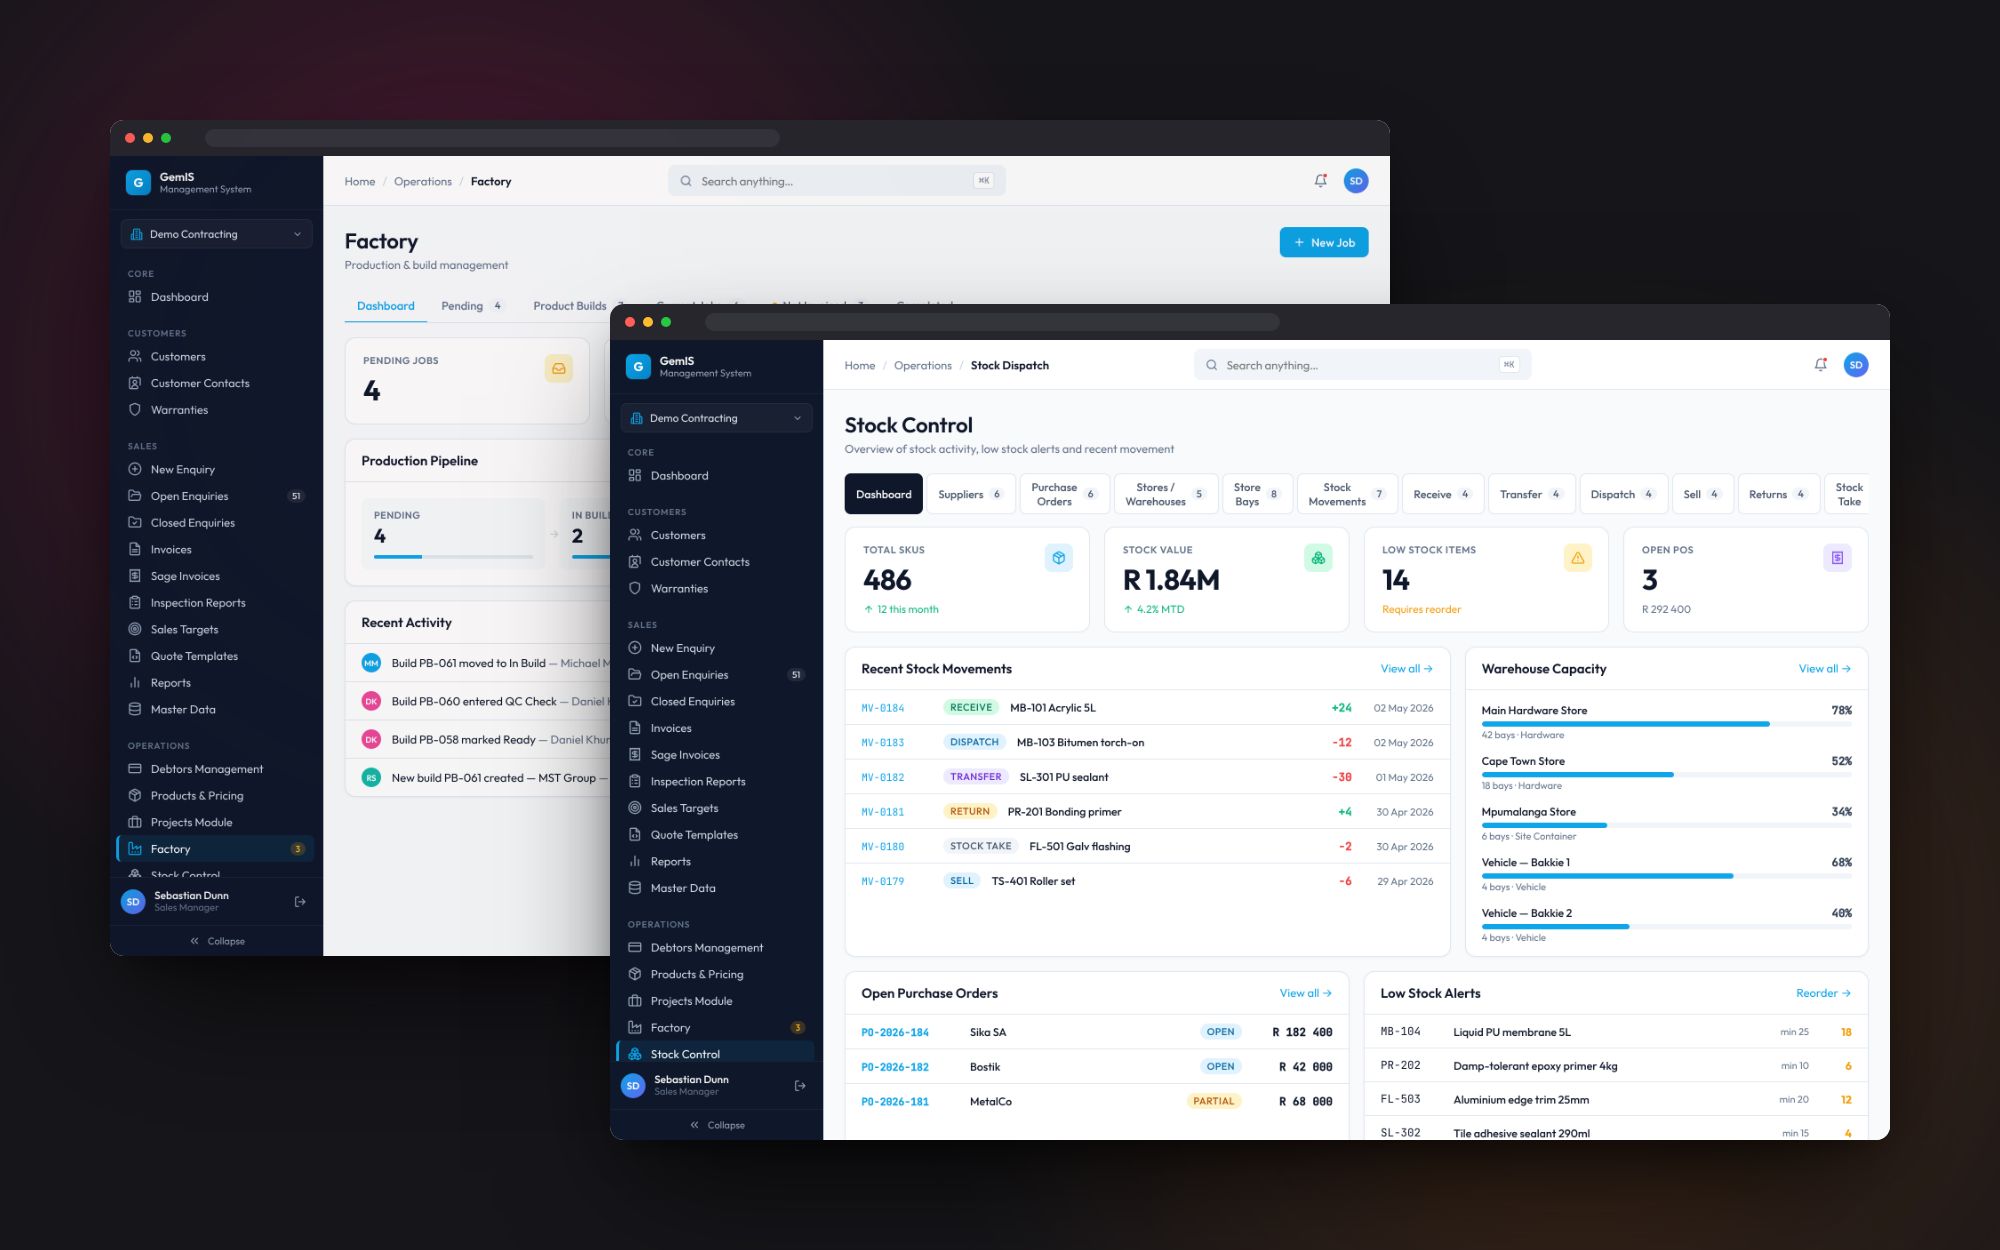 G
GemIS
Management System
Demo Contracting
CORE
Dashboard
CUSTOMERS
Customers
Customer Contacts
Warranties
SALES
New Enquiry
Open Enquiries 51
Closed Enquiries
Invoices
Sage Invoices
Inspection Reports
Sales Targets
Quote Templates
Reports
Master Data
OPERATIONS
Debtors Management
Products & Pricing
Projects Module
Factory 3
Stock Control
SD Sebastian Dunn
Sales Manager
Collapse
Home / Operations / Factory
Search anything... ⌘K
SD
Factory
Production & build management
+ New Job
Dashboard Pending 4 Product Builds
PENDING JOBS
4
Production Pipeline
PENDING
4
→
2
Recent Activity
MM Build PB-061 moved to In Build — Michael M
DK Build PB-060 entered QC Check — Daniel
DK Build PB-058 marked Ready — Daniel Khu
RS New build PB-061 created — MST Group —
G
GemIS
Management System
Demo Contracting
CORE
Dashboard
CUSTOMERS
Customers
Customer Contacts
Warranties
SALES
New Enquiry
Open Enquiries 51
Closed Enquiries
Invoices
Sage Invoices
Inspection Reports
Sales Targets
Quote Templates
Reports
Master Data
OPERATIONS
Debtors Management
Products & Pricing
Projects Module
Factory 3
Stock Control
SD Sebastian Dunn
Sales Manager
Collapse
Home / Operations / Stock Dispatch
Search anything... ⌘K
SD
Stock Control
Overview of stock activity, low stock alerts and recent movement
Dashboard
Suppliers 6
Purchase Orders 6
Stores / Warehouses 5
Store Bays 8
Stock Movements 7
Receive 4
Transfer 4
Dispatch 4
Sell 4
Returns 4
Stock Take
TOTAL SKUS
486
↑ 12 this month
STOCK VALUE
R 1.84M
↑ 4.2% MTD
LOW STOCK ITEMS
14
Requires reorder
OPEN POS
3
R 292 400
Recent Stock Movements View all →
MV-0184 RECEIVE MB-101 Acrylic 5L +24 02 May 2026
MV-0183 DISPATCH MB-103 Bitumen torch-on -12 02 May 2026
MV-0182 TRANSFER SL-301 PU sealant -30 01 May 2026
MV-0181 RETURN PR-201 Bonding primer +4 30 Apr 2026
MV-0180 STOCK TAKE FL-501 Galv flashing -2 30 Apr 2026
MV-0179 SELL TS-401 Roller set -6 29 Apr 2026
Warehouse Capacity View all →
Main Hardware Store 78%
42 bays · Hardware
Cape Town Store 52%
18 bays · Hardware
Mpumalanga Store 34%
6 bays · Site Container
Vehicle — Bakkie 1 68%
4 bays · Vehicle
Vehicle — Bakkie 2 40%
4 bays · Vehicle
Open Purchase Orders View all →
PO-2026-184 Sika SA OPEN R 182 400
PO-2026-182 Bostik OPEN R 42 000
PO-2026-181 MetalCo PARTIAL R 68 000
Low Stock Alerts Reorder →
MB-104 Liquid PU membrane 5L min 25 18
PR-202 Damp-tolerant epoxy primer 4kg min 10 6
FL-503 Aluminium edge trim 25mm min 20 12
SL-302 Tile adhesive sealant 290ml min 15 4